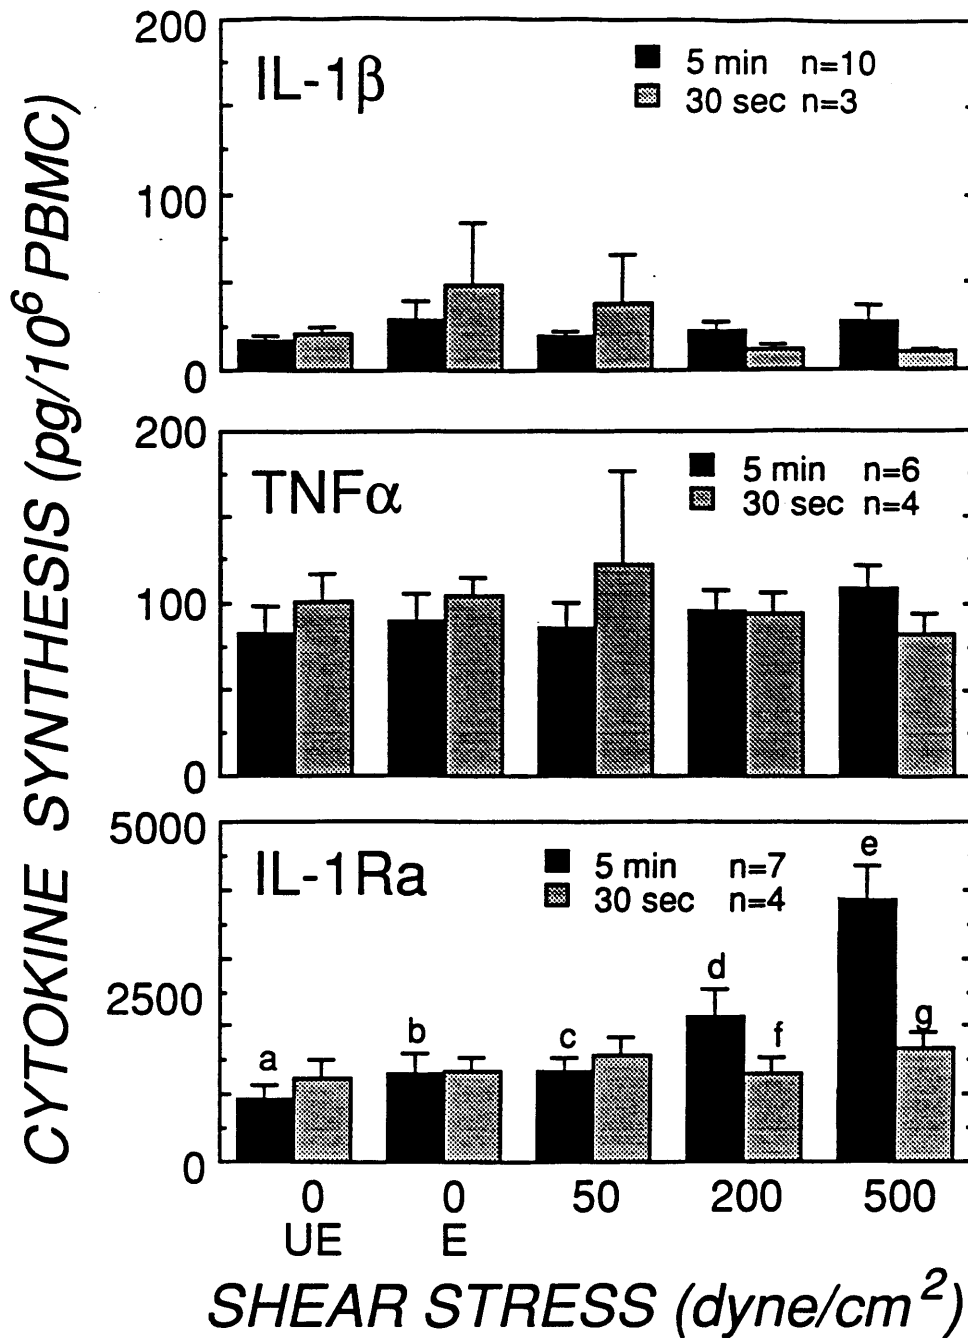 CYTOKINE SYNTHESIS (pg/10⁶ PBMC)
200
100
0
IL-1β
5 min n=10
30 sec n=3
200
100
0
TNFα
5 min n=6
30 sec n=4
5000
2500
0
IL-1Ra
5 min n=7
30 sec n=4
a
b
c
d
f
e
g
0 0 50 200 500
UE E
SHEAR STRESS (dyne/cm²)